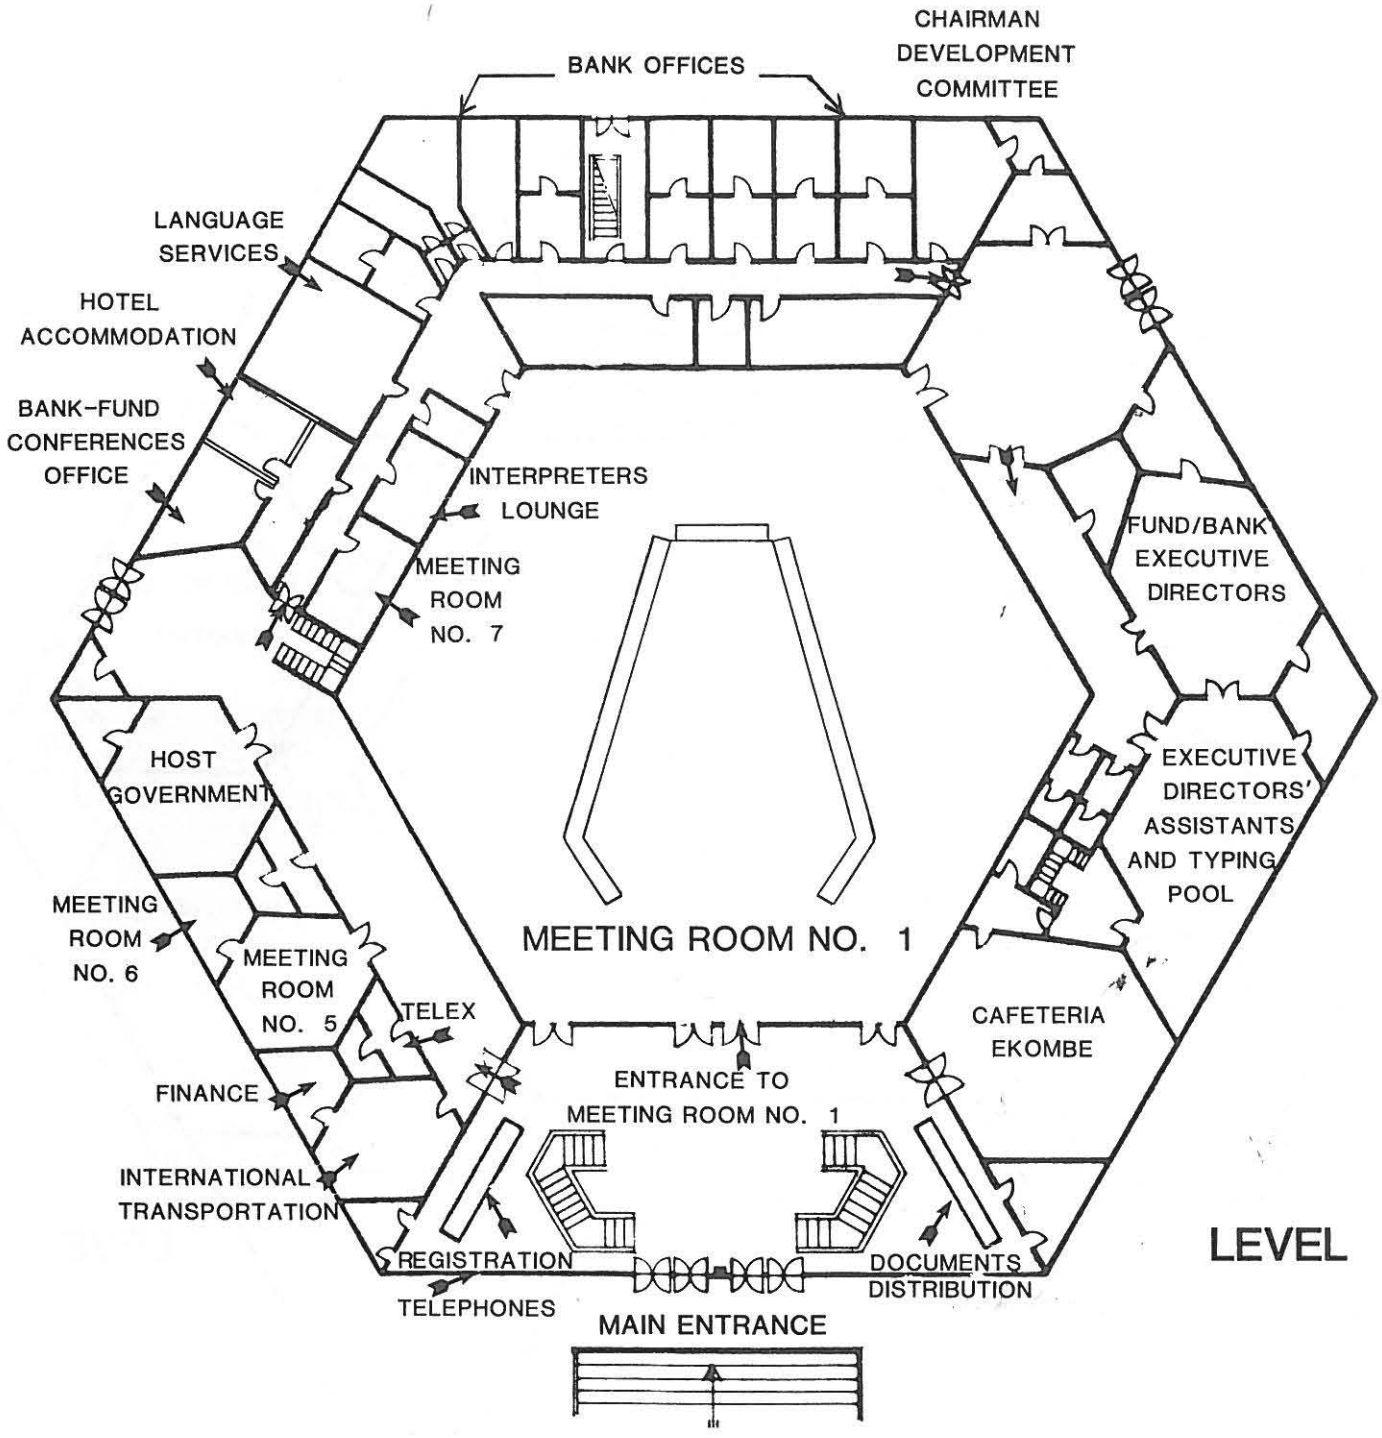 CHAIRMAN
DEVELOPMENT
COMMITTEE
BANK OFFICES
LANGUAGE
SERVICES
HOTEL
ACCOMMODATION
BANK-FUND
CONFERENCES
OFFICE
INTERPRETERS
LOUNGE
MEETING
ROOM
NO. 7
FUND/BANK
EXECUTIVE
DIRECTORS
HOST
GOVERNMENT
EXECUTIVE
DIRECTORS'
ASSISTANTS
AND TYPING
POOL
MEETING
ROOM
NO. 6
MEETING ROOM NO. 1
MEETING
ROOM
NO. 5
TELEX
CAFETERIA
EKOMBE
FINANCE
ENTRANCE TO
MEETING ROOM NO. 1
INTERNATIONAL
TRANSPORTATION
REGISTRATION
TELEPHONES
DOCUMENTS
DISTRIBUTION
LEVEL
MAIN ENTRANCE